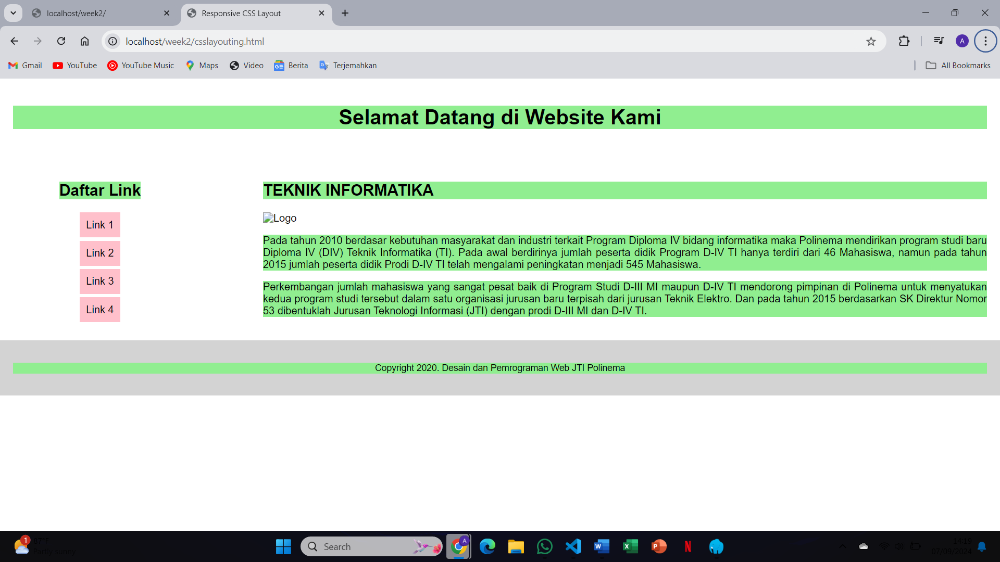 localhost/week2/
Responsive CSS Layout
localhost/week2/csslayouting.html
A
Gmail
YouTube
YouTube Music
Maps
Video
Berita
Terjemahkan
All Bookmarks
Selamat Datang di Website Kami
Daftar Link
Link 1
Link 2
Link 3
Link 4
TEKNIK INFORMATIKA
Logo
Pada tahun 2010 berdasar kebutuhan masyarakat dan industri terkait Program Diploma IV bidang informatika maka Polinema mendirikan program studi baru
Diploma IV (DIV) Teknik Informatika (TI). Pada awal berdirinya jumlah peserta didik Program D-IV TI hanya terdiri dari 46 Mahasiswa, namun pada tahun
2015 jumlah peserta didik Prodi D-IV TI telah mengalami peningkatan menjadi 545 Mahasiswa.
Perkembangan jumlah mahasiswa yang sangat pesat baik di Program Studi D-III MI maupun D-IV TI mendorong pimpinan di Polinema untuk menyatukan
kedua program studi tersebut dalam satu organisasi jurusan baru terpisah dari jurusan Teknik Elektro. Dan pada tahun 2015 berdasarkan SK Direktur Nomor
53 dibentuklah Jurusan Teknologi Informasi (JTI) dengan prodi D-III MI dan D-IV TI.
Copyright 2020. Desain dan Pemrograman Web JTI Polinema
1
87°F
Partly sunny
Search
A
14:19
07/09/2024